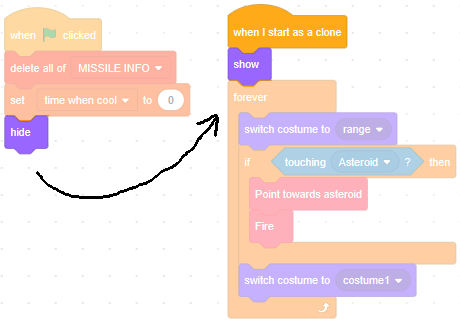 when clicked
delete all of MISSILE INFO
set time when cool to 0
hide
when I start as a clone
show
forever
switch costume to range
if touching Asteroid ? then
Point towards asteroid
Fire
switch costume to costume1